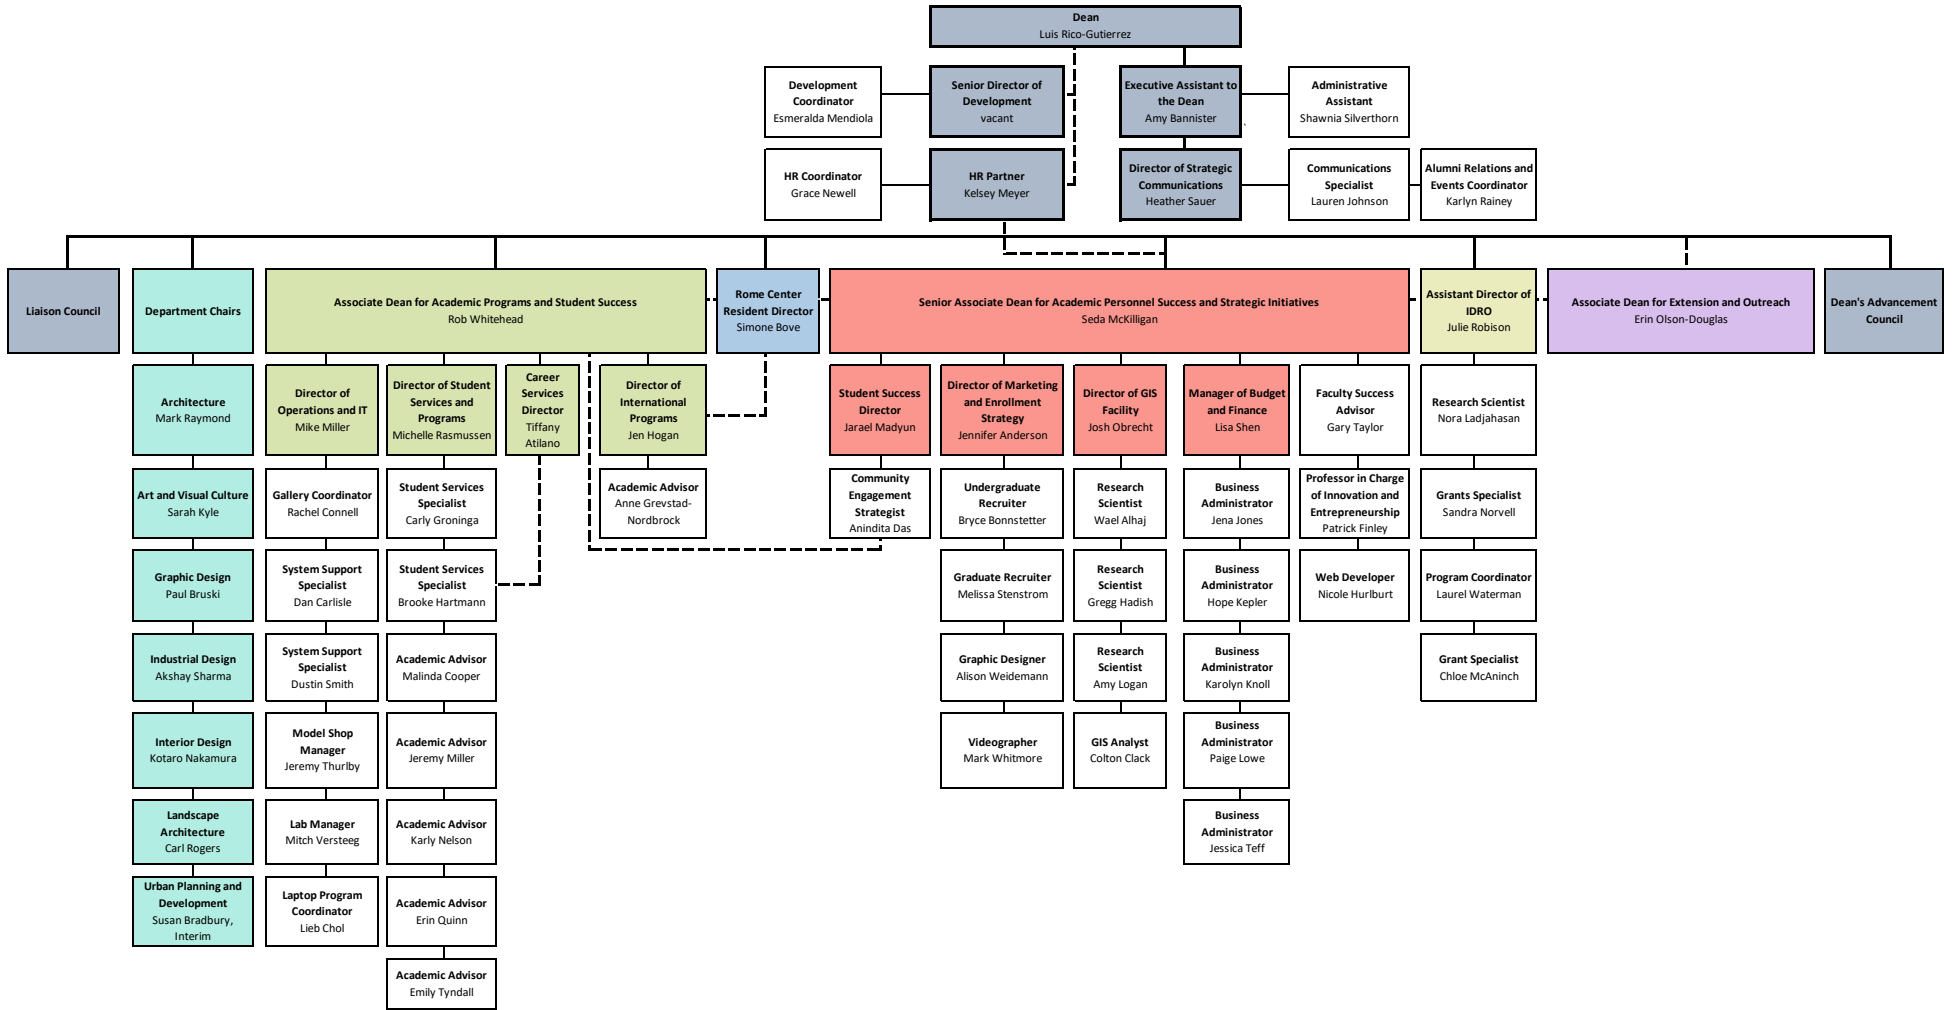 Dean
Luis Rico-Gutierrez
Development
Coordinator
Esmeralda Mendiola
Senior Director of
Development
vacant
Executive Assistant to
the Dean
Amy Bannister
Administrative
Assistant
Shawnia Silverthorn
HR Coordinator
Grace Newell
HR Partner
Kelsey Meyer
Director of Strategic
Communications
Heather Sauer
Communications
Specialist
Lauren Johnson
Alumni Relations and
Events Coordinator
Karlyn Rainey
Liaison Council
Department Chairs
Associate Dean for Academic Programs and Student Success
Rob Whitehead
Rome Center
Resident Director
Simone Bove
Senior Associate Dean for Academic Personnel Success and Strategic Initiatives
Seda McKilligan
Assistant Director of
IDRO
Julie Robison
Associate Dean for Extension and Outreach
Erin Olson-Douglas
Dean's Advancement
Council
Architecture
Mark Raymond
Director of
Operations and IT
Mike Miller
Director of Student
Services and
Programs
Michelle Rasmussen
Career
Services
Director
Tiffany
Atilano
Director of
International
Programs
Jen Hogan
Student Success
Director
Jarael Madyun
Director of Marketing
and Enrollment
Strategy
Jennifer Anderson
Director of GIS
Facility
Josh Obrecht
Manager of Budget
and Finance
Lisa Shen
Faculty Success
Advisor
Gary Taylor
Research Scientist
Nora Ladjahasan
Art and Visual Culture
Sarah Kyle
Gallery Coordinator
Rachel Connell
Student Services
Specialist
Carly Groninga
Academic Advisor
Anne Grevstad-
Nordbrock
Community
Engagement
Strategist
Anindita Das
Undergraduate
Recruiter
Bryce Bonnstetter
Research
Scientist
Wael Alhaj
Business
Administrator
Jena Jones
Professor in Charge
of Innovation and
Entrepreneurship
Patrick Finley
Grants Specialist
Sandra Norvell
Graphic Design
Paul Bruski
System Support
Specialist
Dan Carlisle
Student Services
Specialist
Brooke Hartmann
Graduate Recruiter
Melissa Stenstrom
Research
Scientist
Gregg Hadish
Business
Administrator
Hope Kepler
Web Developer
Nicole Hurlburt
Program Coordinator
Laurel Waterman
Industrial Design
Akshay Sharma
System Support
Specialist
Dustin Smith
Academic Advisor
Malinda Cooper
Graphic Designer
Alison Weidemann
Research
Scientist
Amy Logan
Business
Administrator
Karolyn Knoll
Grant Specialist
Chloe McAninch
Interior Design
Kotaro Nakamura
Model Shop
Manager
Jeremy Thurlby
Academic Advisor
Jeremy Miller
Videographer
Mark Whitmore
GIS Analyst
Colton Clack
Business
Administrator
Paige Lowe
Landscape
Architecture
Carl Rogers
Lab Manager
Mitch Versteeg
Academic Advisor
Karly Nelson
Business
Administrator
Jessica Teff
Urban Planning and
Development
Susan Bradbury,
Interim
Laptop Program
Coordinator
Lieb Chol
Academic Advisor
Erin Quinn
Academic Advisor
Emily Tyndall